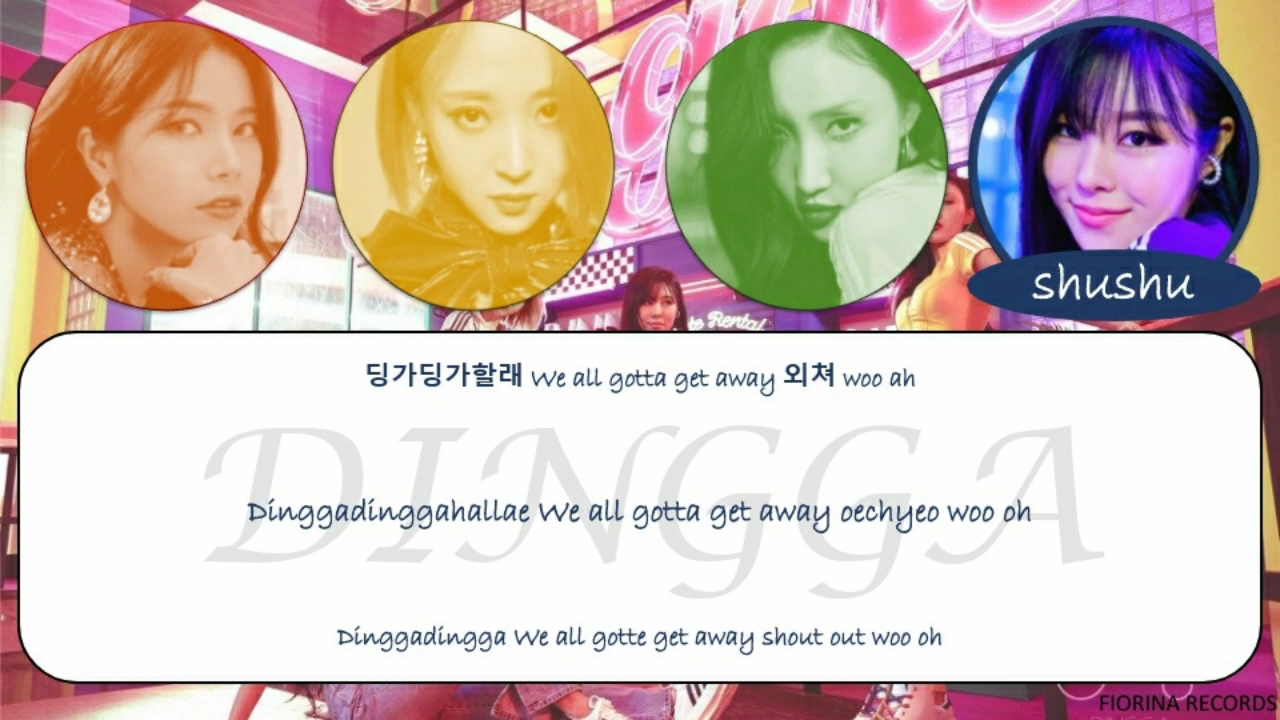 te Rental
shushu
딩가딩가할래 We all gotta get away 외쳐 woo ah
DINGGA
Dinggadinggahallae We all gotta get away oechyeo woo oh
Dinggadingga We all gotte get away shout out woo oh
FIORINA RECORDS